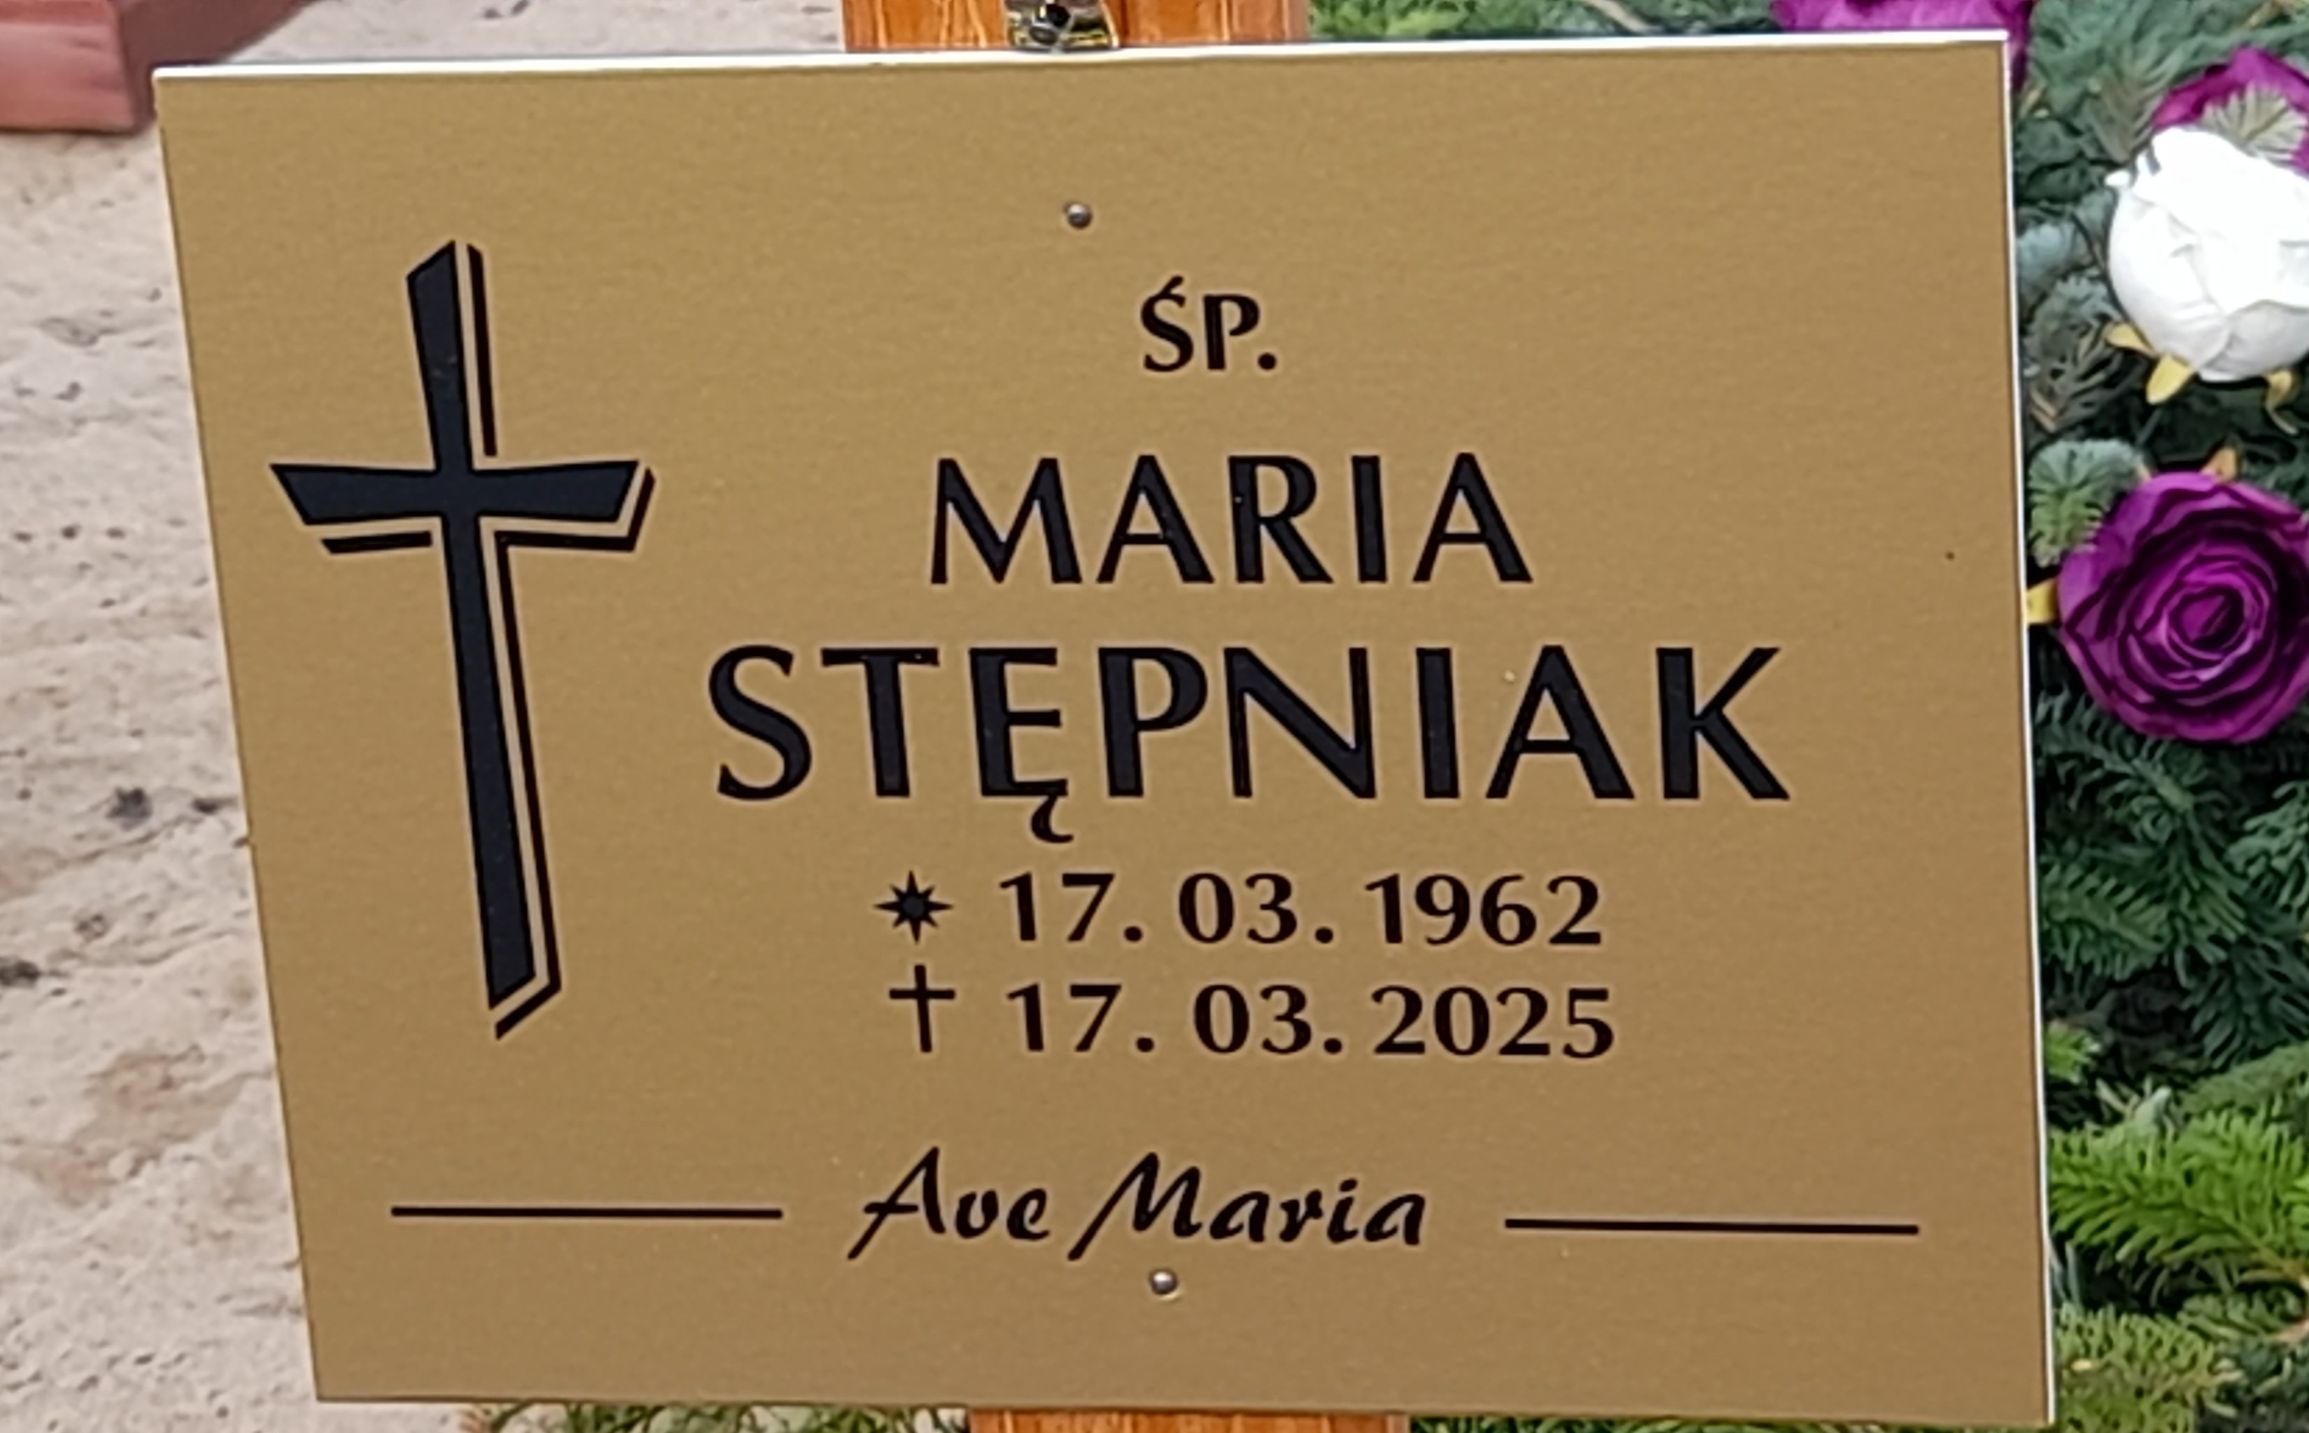 ŚP.
MARIA
STĘPNIAK
✷ 17. 03. 1962
† 17. 03. 2025
Ave Maria